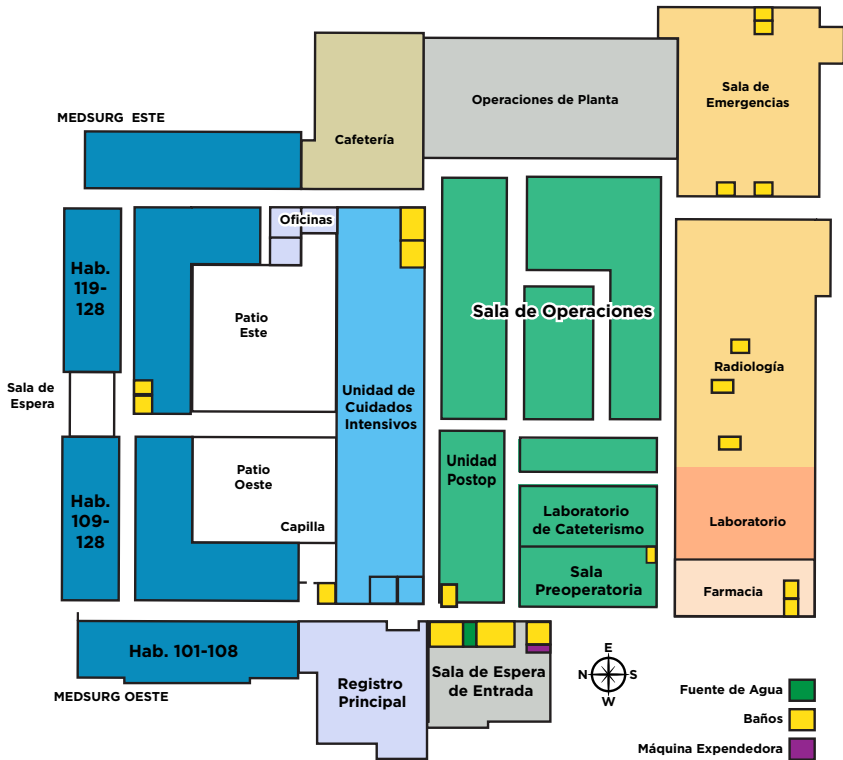 MEDSURG ESTE
Cafetería
Operaciones de Planta
Sala de
Emergencias
Oficinas
Hab.
119-
128
Patio
Este
Sala de Operaciones
Radiología
Sala de
Espera
Unidad de
Cuidados
Intensivos
Patio
Oeste
Unidad
Postop
Capilla
Hab.
109-
128
Laboratorio
de Cateterismo
Laboratorio
Sala
Preoperatoria
Farmacia
Hab. 101-108
MEDSURG OESTE
Registro
Principal
Sala de Espera
de Entrada
E
N
S
W
Fuente de Agua
Baños
Máquina Expendedora